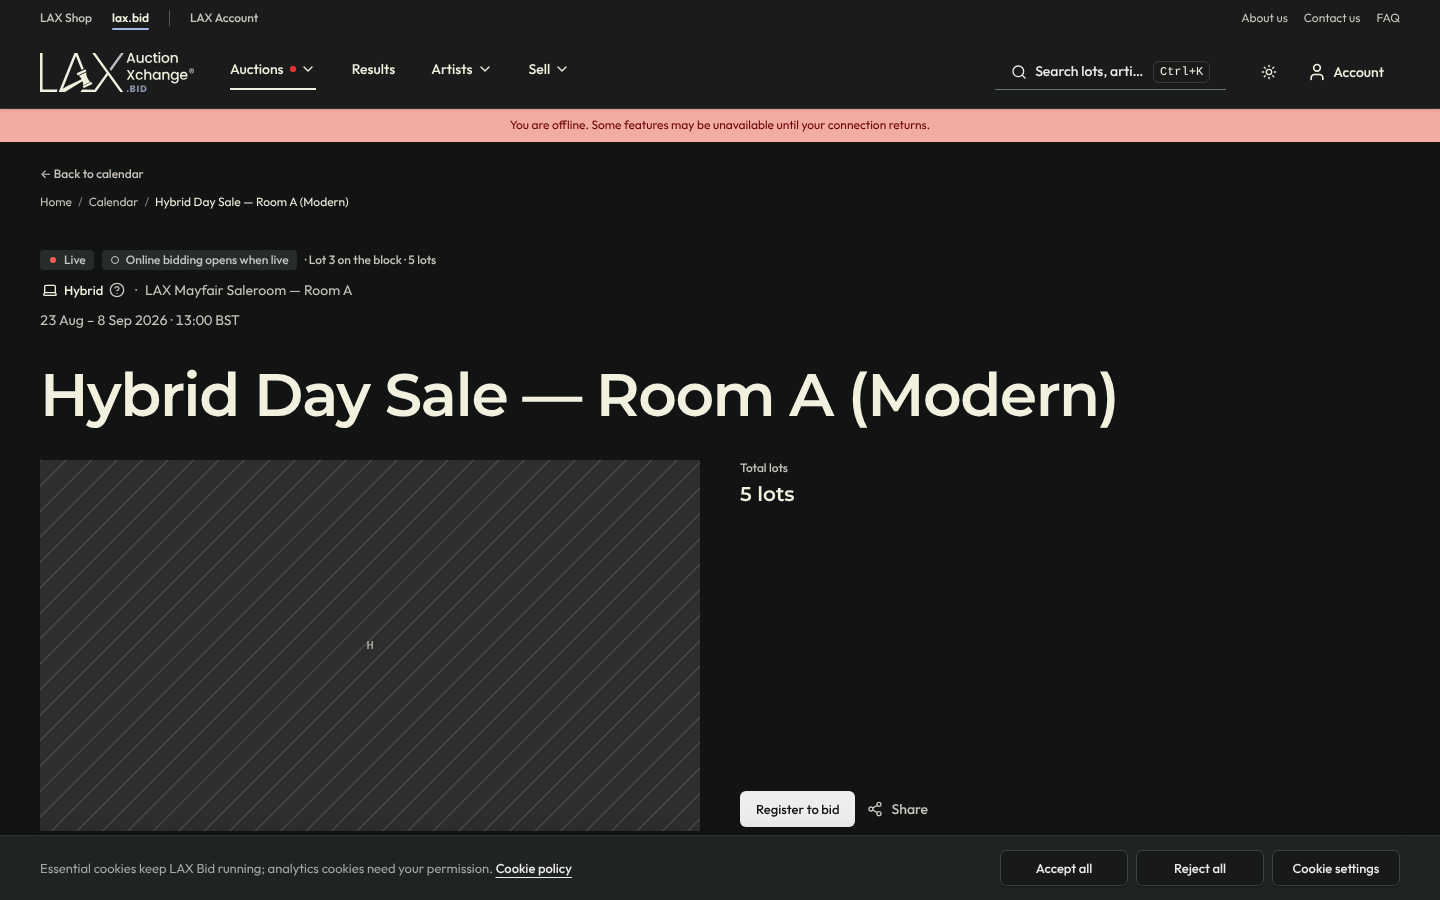 LAX Shop lax.bid LAX Account About us Contact us FAQ
LAX Auction Xchange® .BID
Auctions Results Artists Sell Search lots, arti... Ctrl+K Account
You are offline. Some features may be unavailable until your connection returns.
← Back to calendar
Home / Calendar / Hybrid Day Sale — Room A (Modern)
Live Online bidding opens when live · Lot 3 on the block · 5 lots
Hybrid ? · LAX Mayfair Saleroom — Room A
23 Aug – 8 Sep 2026 · 13:00 BST
Hybrid Day Sale — Room A (Modern)
Total lots
5 lots
H
Register to bid Share
Essential cookies keep LAX Bid running; analytics cookies need your permission. Cookie policy Accept all Reject all Cookie settings